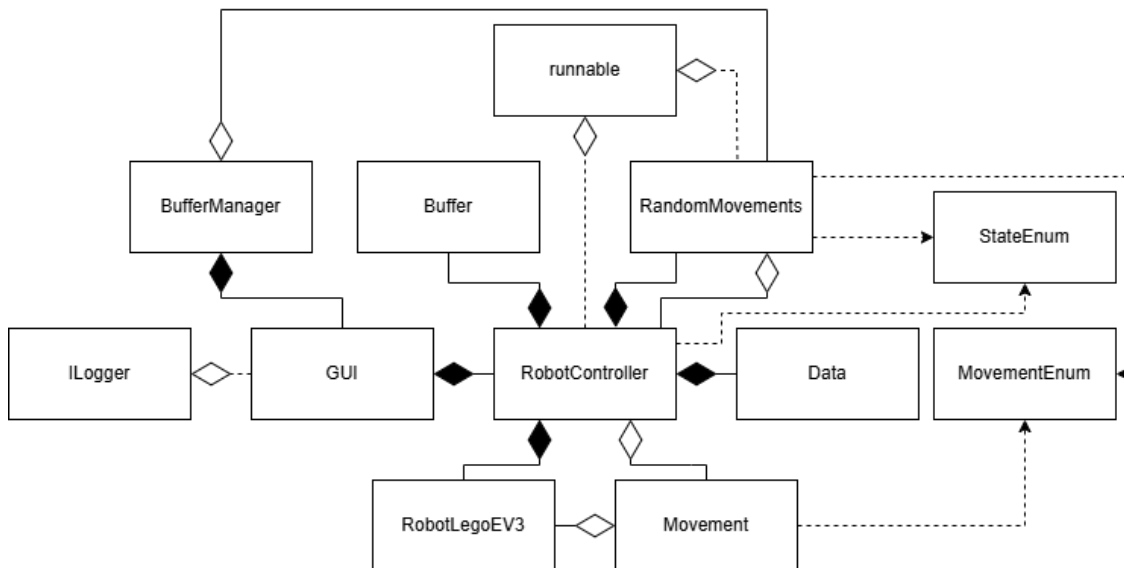 runnable
BufferManager
Buffer
RandomMovements
StateEnum
ILogger
GUI
RobotController
Data
MovementEnum
RobotLegoEV3
Movement